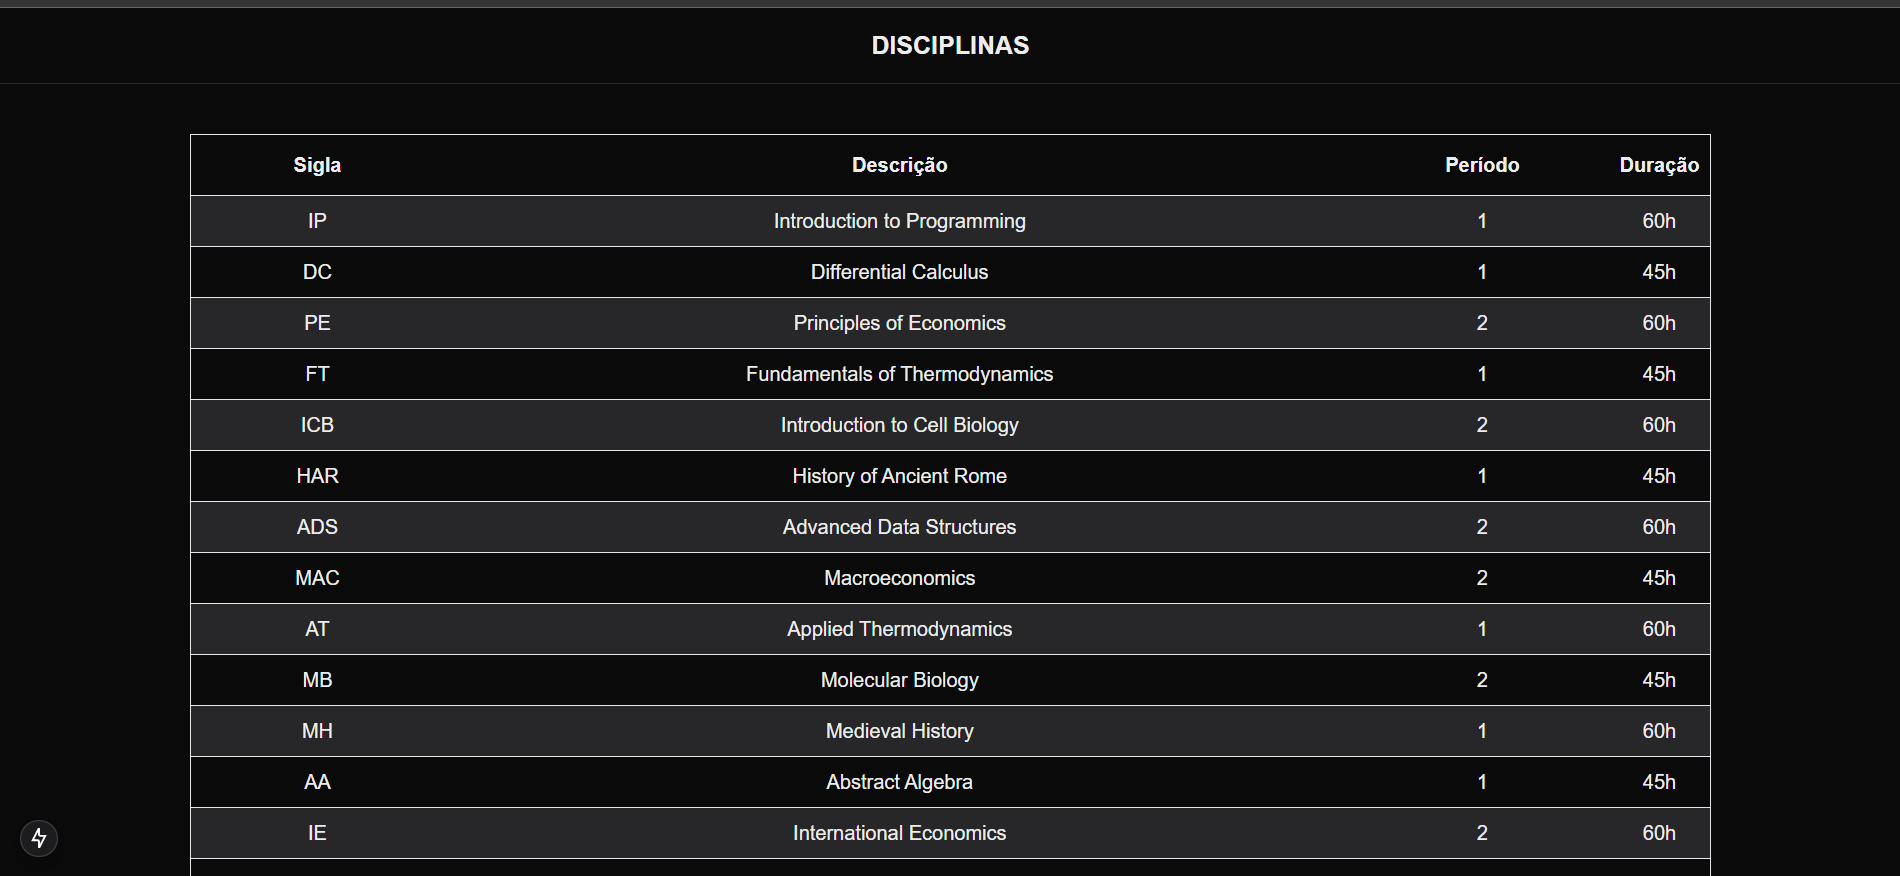 DISCIPLINAS
Sigla Descrição Período Duração
IP Introduction to Programming 1 60h
DC Differential Calculus 1 45h
PE Principles of Economics 2 60h
FT Fundamentals of Thermodynamics 1 45h
ICB Introduction to Cell Biology 2 60h
HAR History of Ancient Rome 1 45h
ADS Advanced Data Structures 2 60h
MAC Macroeconomics 2 45h
AT Applied Thermodynamics 1 60h
MB Molecular Biology 2 45h
MH Medieval History 1 60h
AA Abstract Algebra 1 45h
IE International Economics 2 60h